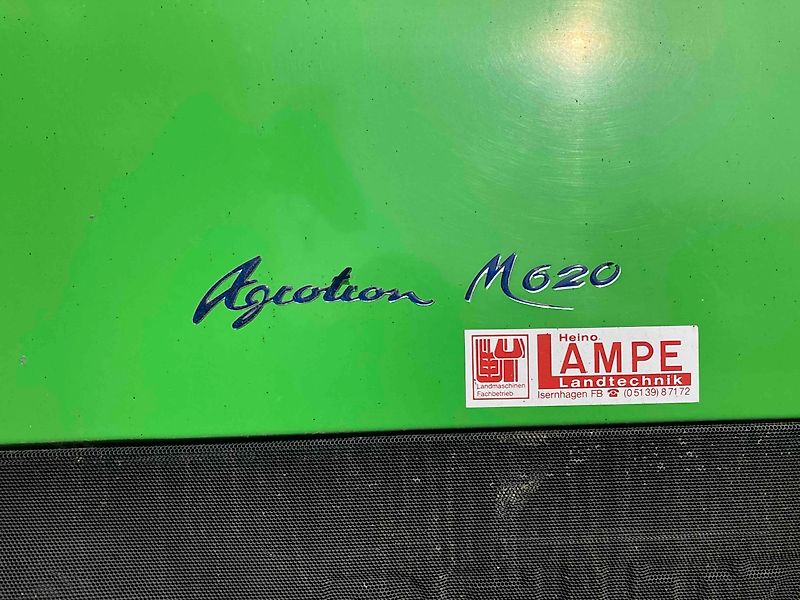 Agrotron M620
Heino
LAMPE
Landtechnik
Landmaschinen
Fachbetrieb
Isernhagen FB ☎ (05139) 87172